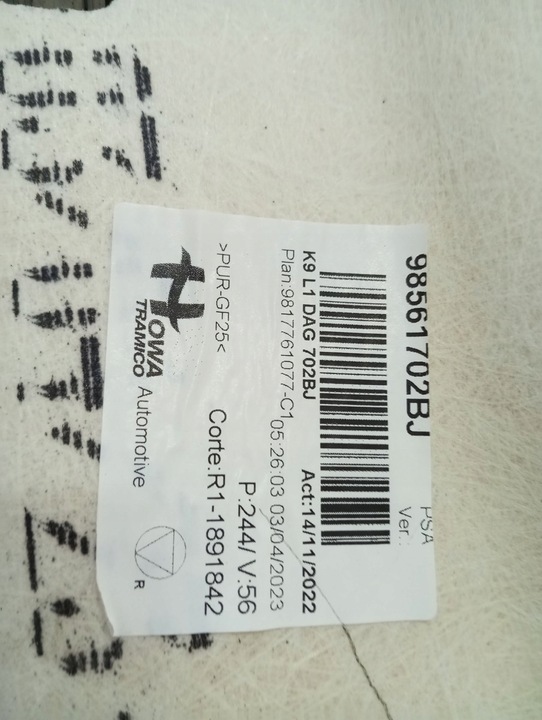 98561702BJ
PSA
Ver.:
K9 L1 DAG 702BJ Act:14/11/2022
Plan:9817761077-C1
05:26:03 03/04/2023
P:244/ V:56
>PUR-GF25< Corte:R1-1891842
HOWA
TRAMICO Automotive
R